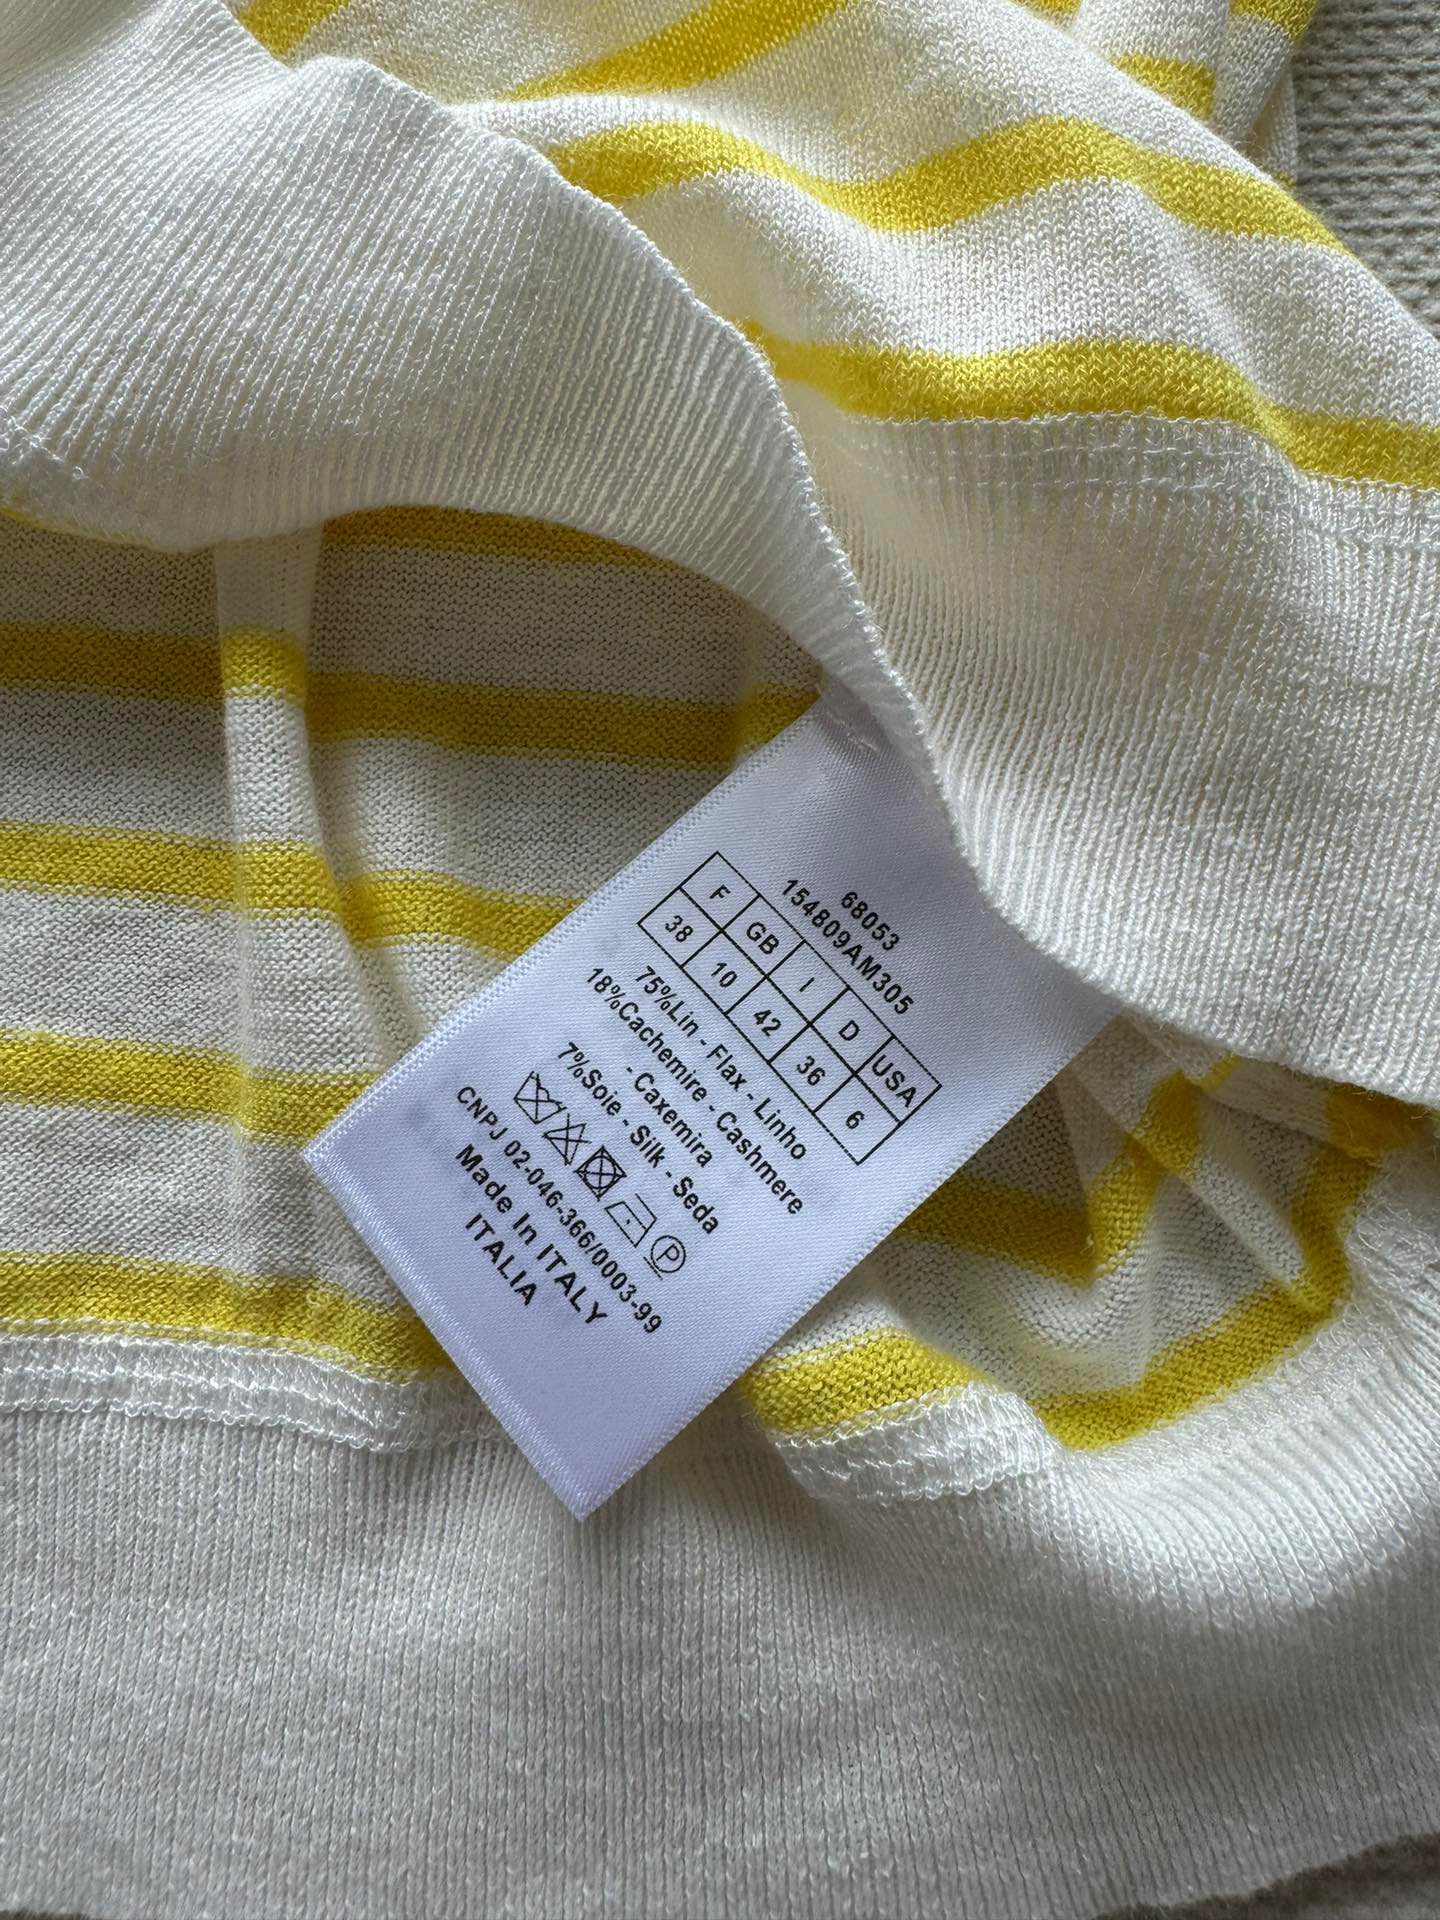 68053
154809AM305
F GB I D USA
38 10 42 36 6
75%Lin - Flax - Linho
18%Cachemire - Cashmere
- Caxemira
7%Soie - Silk - Seda
P
CNPJ 02-046-366/0003-99
Made In ITALY
ITALIA